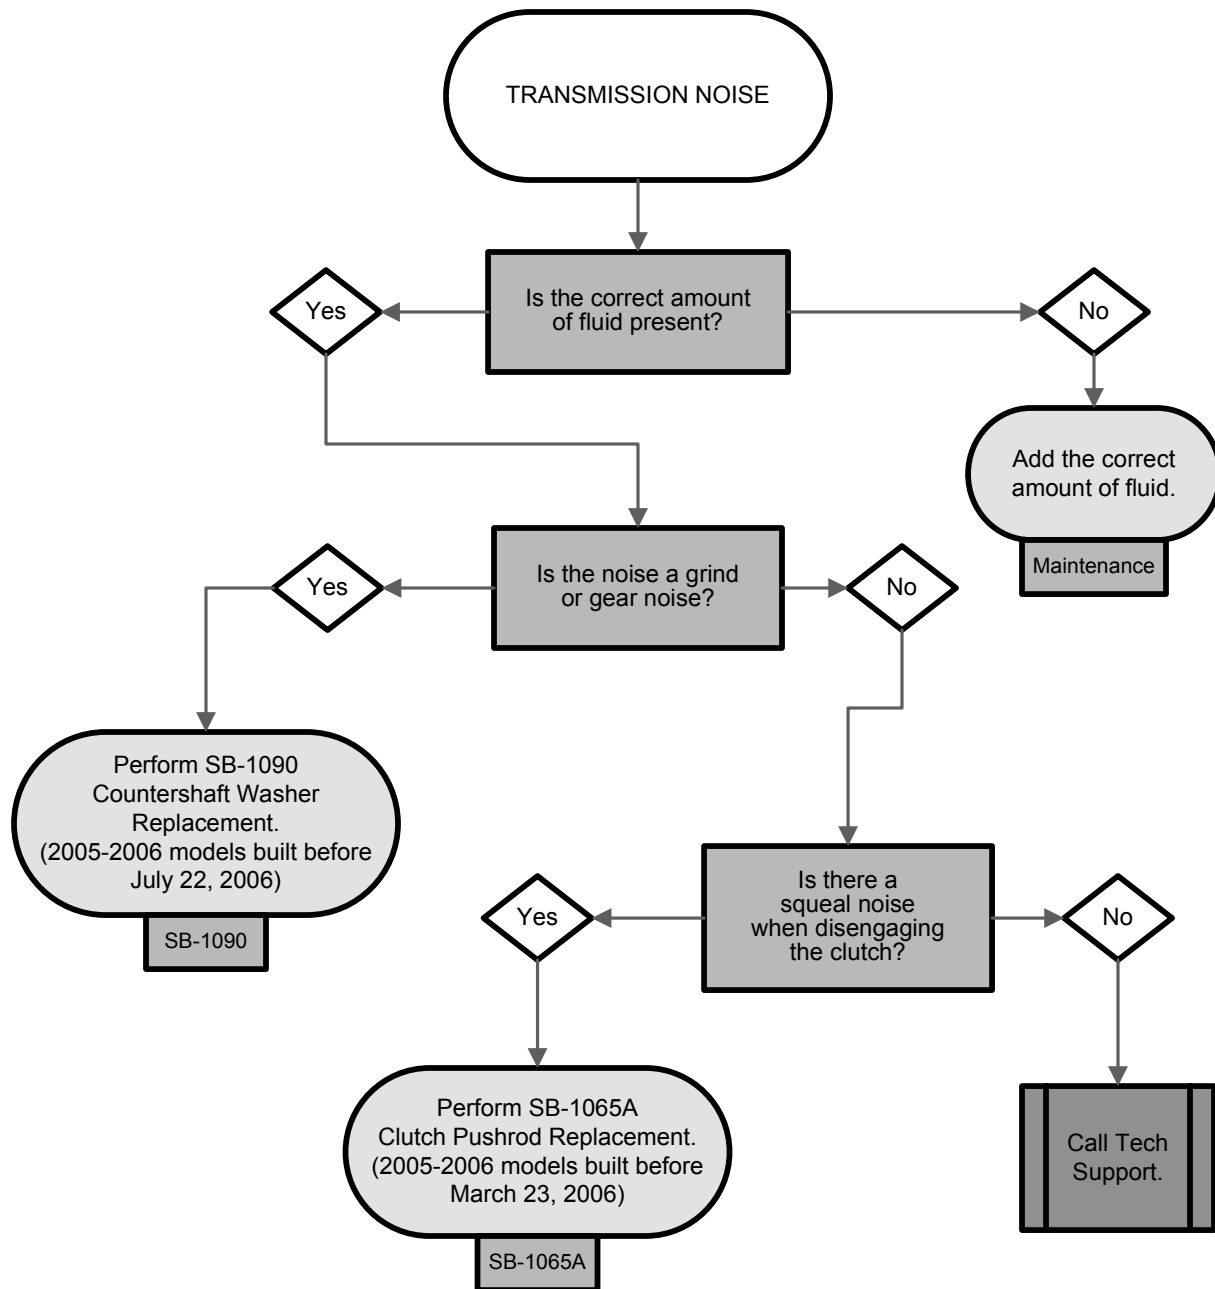 TRANSMISSION NOISE
Is the correct amount
of fluid present?
Yes
No
Add the correct
amount of fluid.
Maintenance
Is the noise a grind
or gear noise?
Yes
No
Perform SB-1090
Countershaft Washer
Replacement.
(2005-2006 models built before
July 22, 2006)
SB-1090
Is there a
squeal noise
when disengaging
the clutch?
Yes
No
Perform SB-1065A
Clutch Pushrod Replacement.
(2005-2006 models built before
March 23, 2006)
SB-1065A
Call Tech
Support.